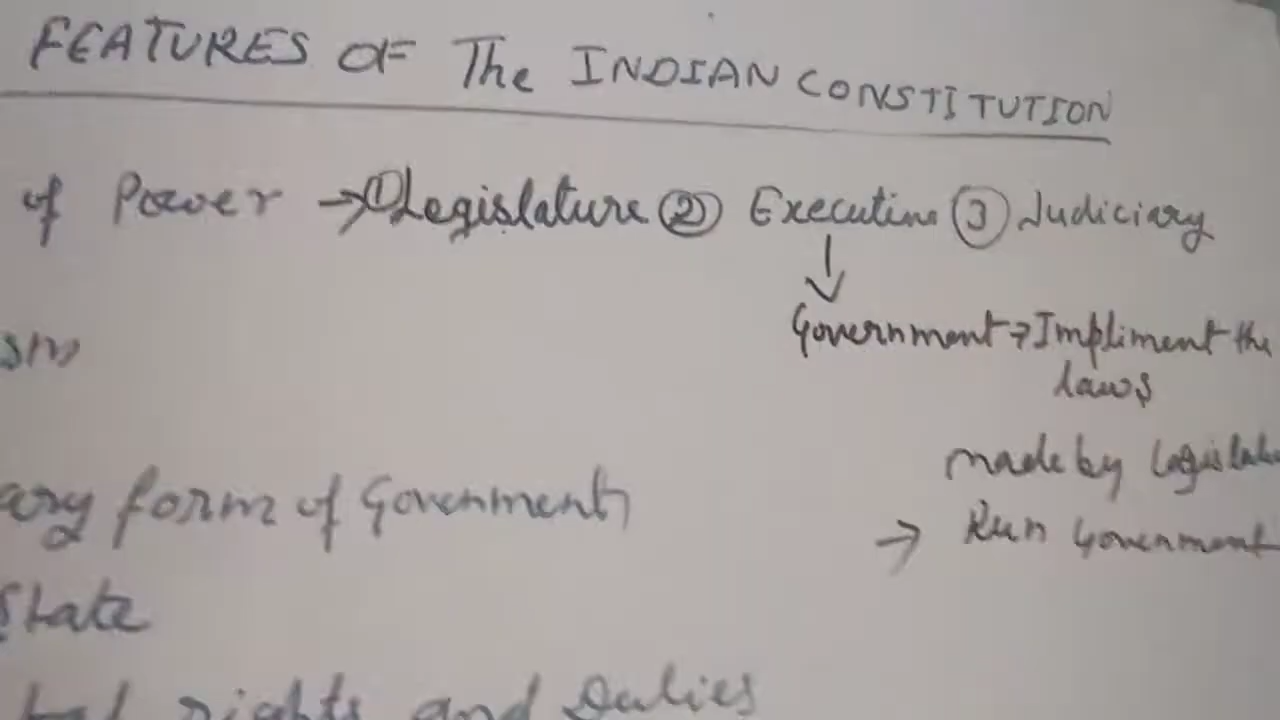 FEATURES OF The INDIAN CONSTITUTION
of Power → ① Legislature ② Executive ③ Judiciary
↓
Government → Impliment the
laws
made by
form of Government
→ Run Government
State
rights and Duties